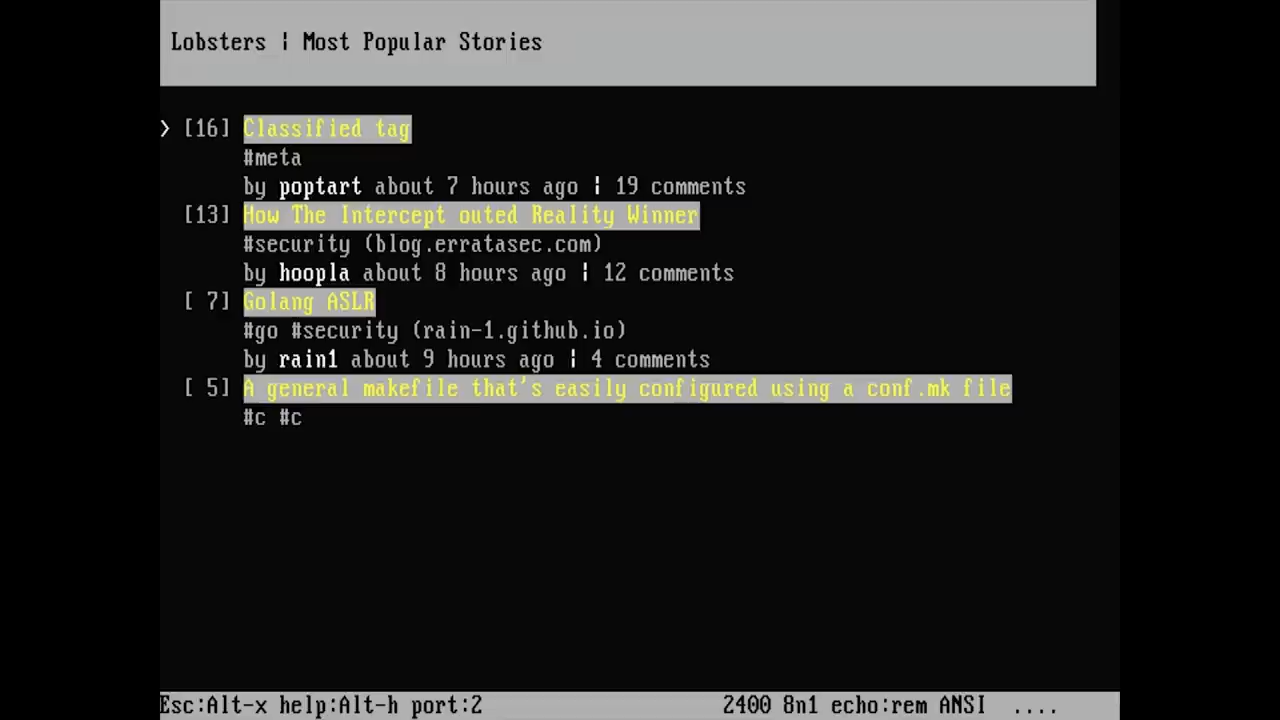 Lobsters | Most Popular Stories
> [16] Classified tag
#meta
by poptart about 7 hours ago | 19 comments
[13] How The Intercept outed Reality Winner
#security (blog.erratasec.com)
by hoopla about 8 hours ago | 12 comments
[ 7] Golang ASLR
#go #security (rain-1.github.io)
by rain1 about 9 hours ago | 4 comments
[ 5] A general makefile that's easily configured using a conf.mk file
#c #c
Esc:Alt-x help:Alt-h port:2 2400 8n1 echo:rem ANSI ....